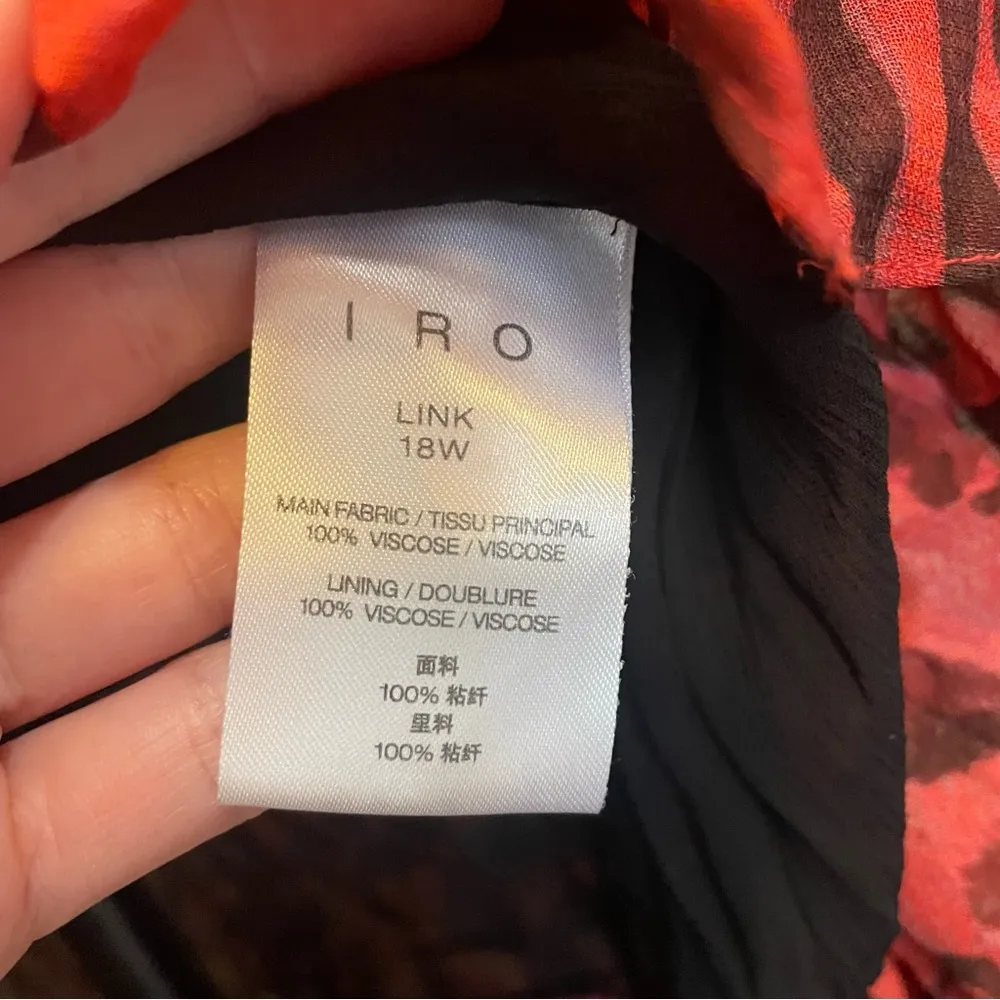 I R O
LINK
18W
MAIN FABRIC / TISSU PRINCIPAL
100% VISCOSE / VISCOSE
LINING / DOUBLURE
100% VISCOSE / VISCOSE
面料
100% 粘纤
里料
100% 粘纤